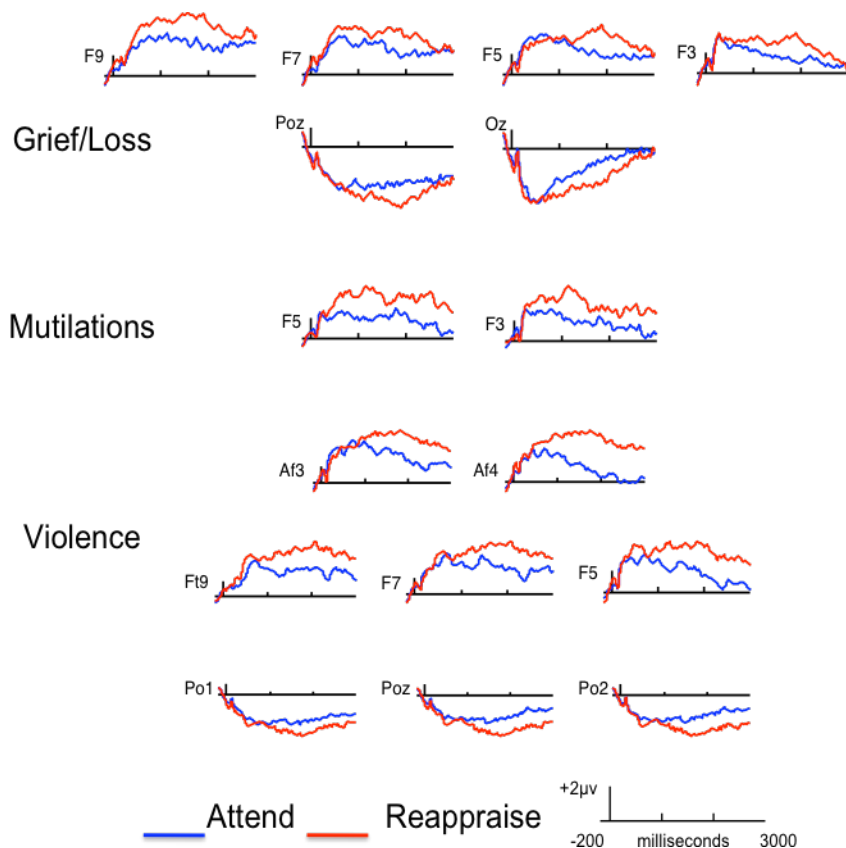 F9 F7 F5 F3
Grief/Loss
Poz Oz
Mutilations
F5 F3
Af3 Af4
Violence
Ft9 F7 F5
Po1 Poz Po2
+2μv
Attend Reappraise
-200 milliseconds 3000